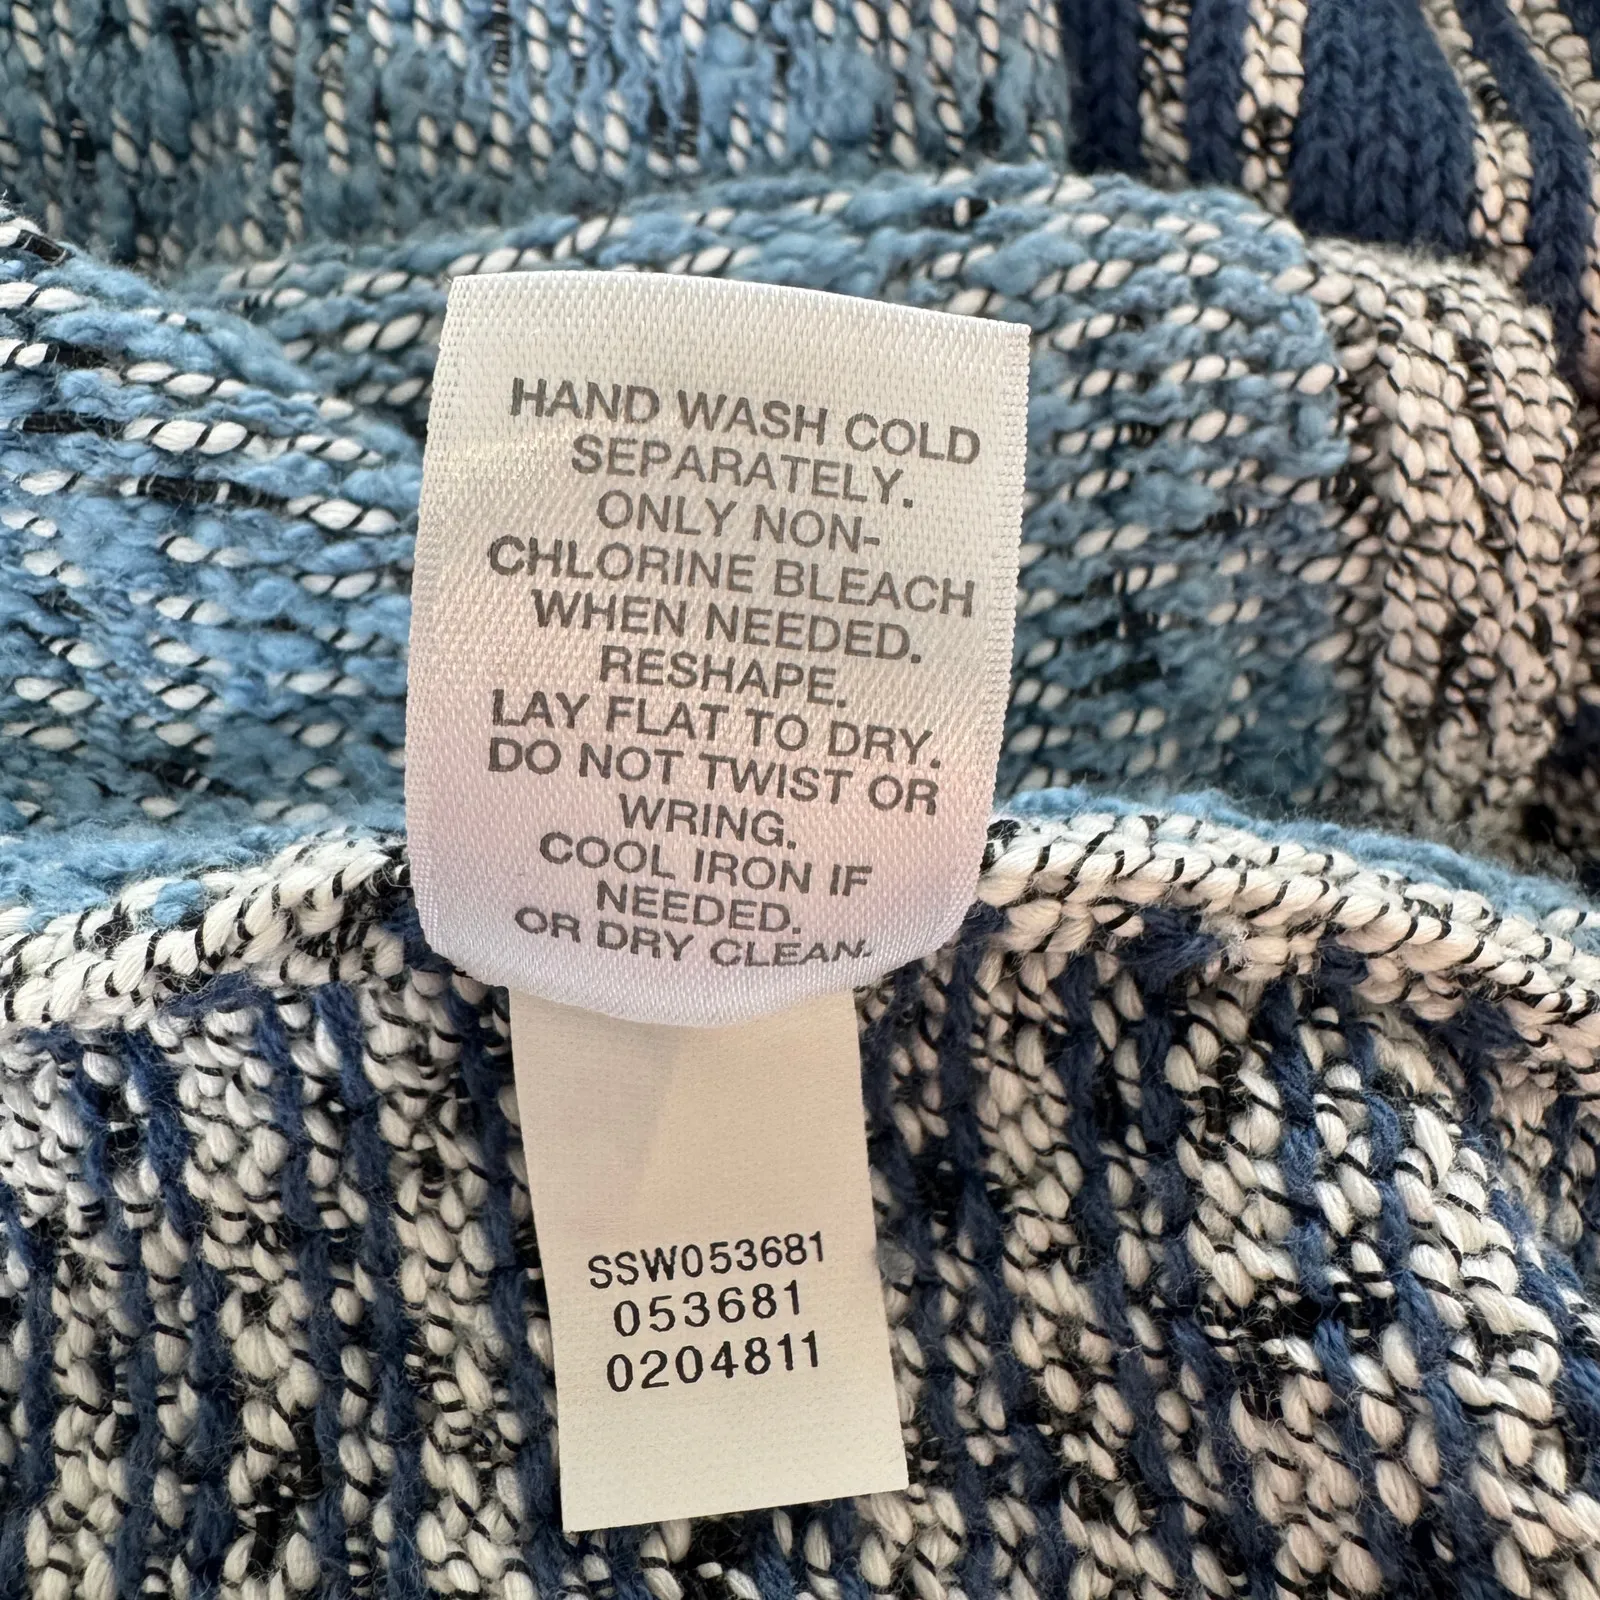 HAND WASH COLD
SEPARATELY.
ONLY NON-
CHLORINE BLEACH
WHEN NEEDED.
RESHAPE.
LAY FLAT TO DRY.
DO NOT TWIST OR
WRING.
COOL IRON IF
NEEDED.
OR DRY CLEAN.
SSW053681
053681
0204811